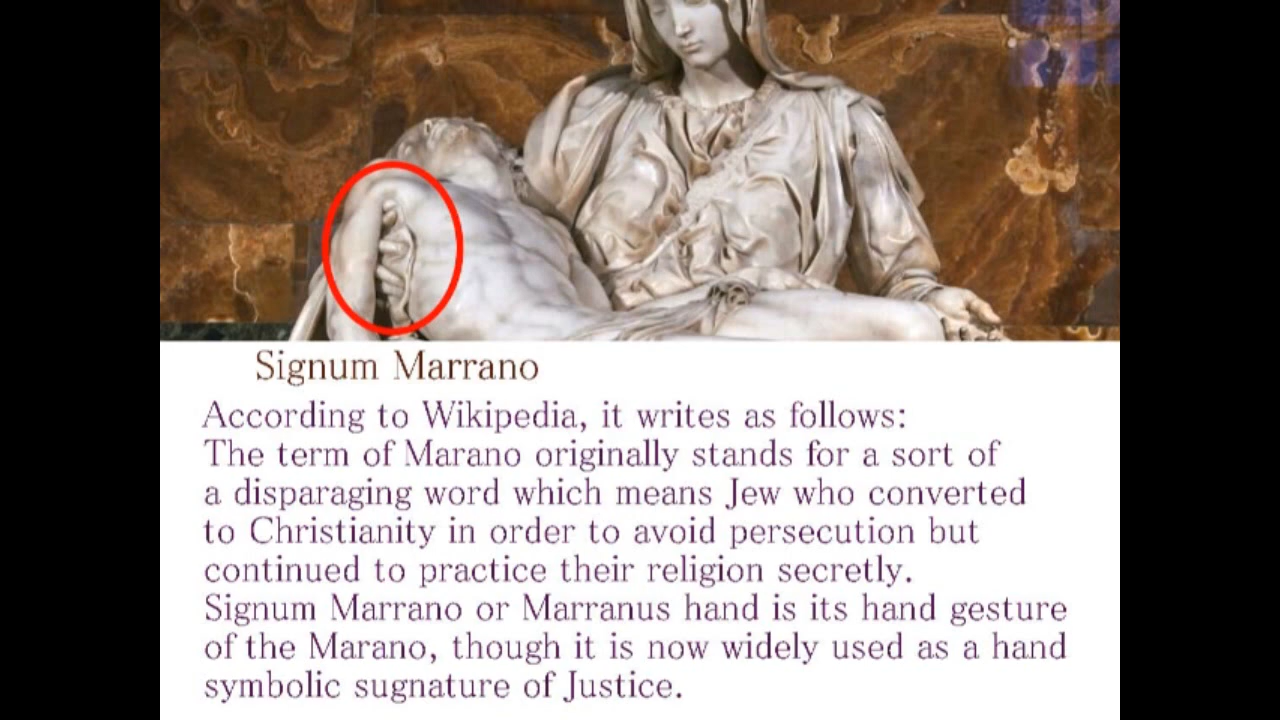 Signum Marrano
According to Wikipedia, it writes as follows:
The term of Marano originally stands for a sort of
a disparaging word which means Jew who converted
to Christianity in order to avoid persecution but
continued to practice their religion secretly.
Signum Marrano or Marranus hand is its hand gesture
of the Marano, though it is now widely used as a hand
symbolic sugnature of Justice.